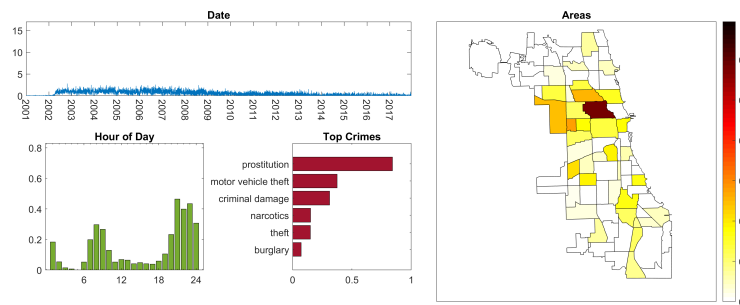 Date
15
10
5
0
2001
2002
2003
2004
2005
2006
2007
2008
2009
2010
2011
2012
2013
2014
2015
2016
2017
Hour of Day
0.8
0.6
0.4
0.2
0
6 12 18 24
Top Crimes
prostitution
motor vehicle theft
criminal damage
narcotics
theft
burglary
0 0.5 1
Areas